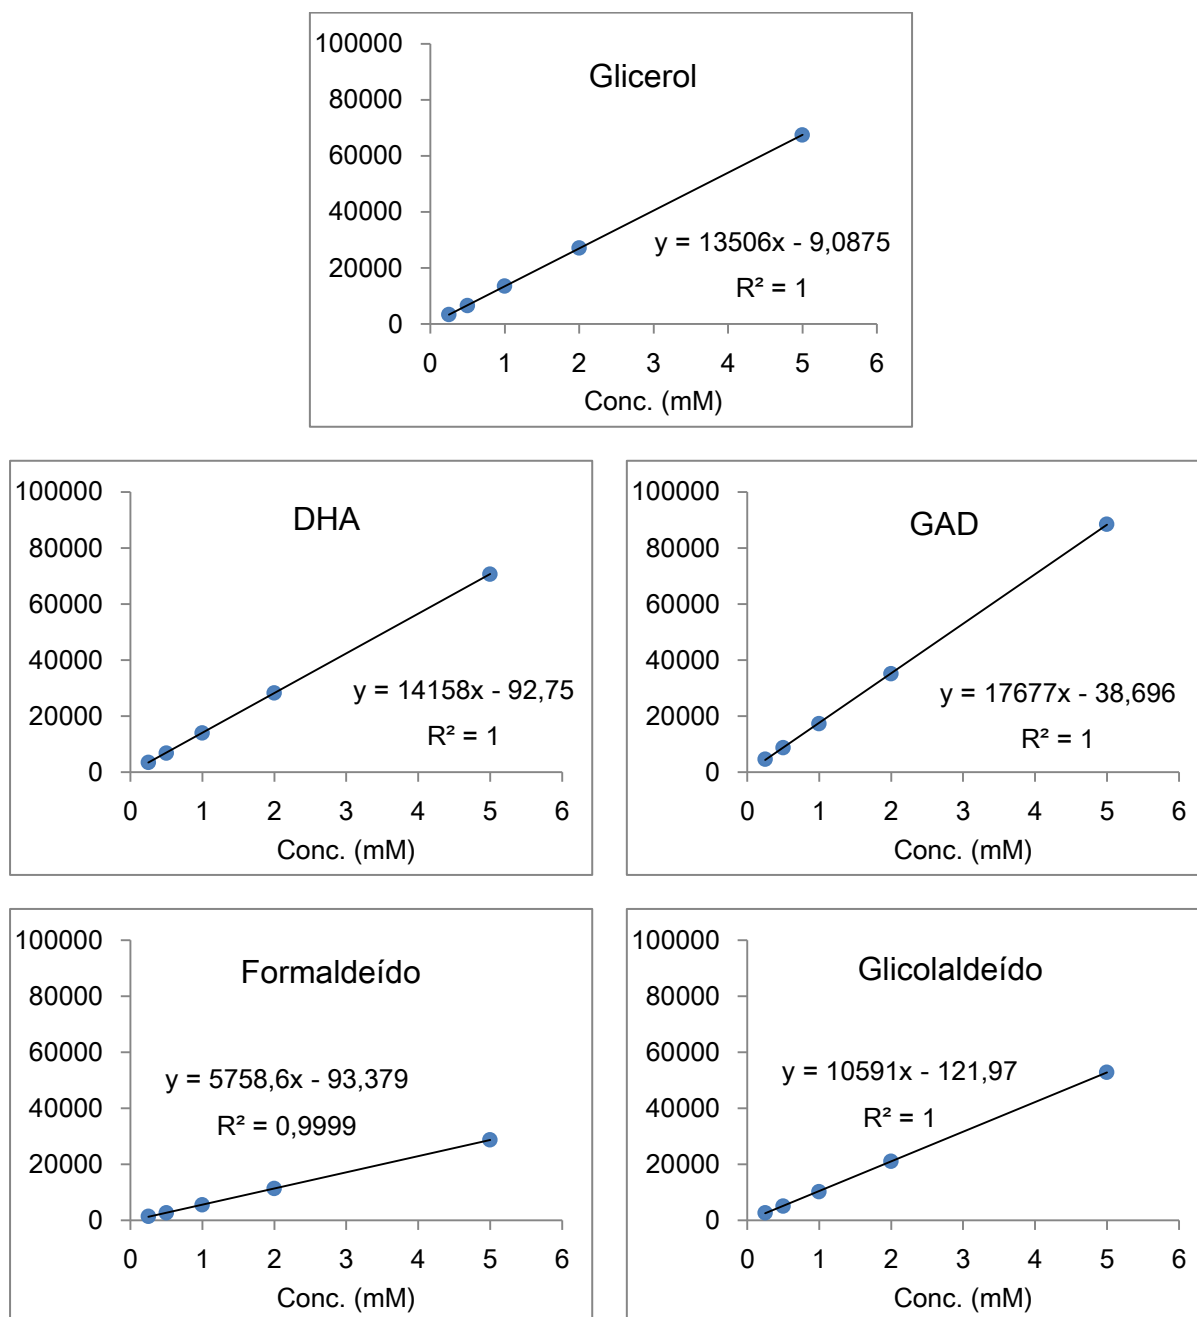 Glicerol
100000
80000
60000
40000
20000
0
y = 13506x - 9,0875
R² = 1
0 1 2 3 4 5 6
Conc. (mM)
DHA
100000
80000
60000
40000
20000
0
y = 14158x - 92,75
R² = 1
0 1 2 3 4 5 6
Conc. (mM)
GAD
100000
80000
60000
40000
20000
0
y = 17677x - 38,696
R² = 1
0 1 2 3 4 5 6
Conc. (mM)
Formaldeído
100000
80000
60000
40000
20000
0
y = 5758,6x - 93,379
R² = 0,9999
0 1 2 3 4 5 6
Conc. (mM)
Glicolaldeído
100000
80000
60000
40000
20000
0
y = 10591x - 121,97
R² = 1
0 1 2 3 4 5 6
Conc. (mM)